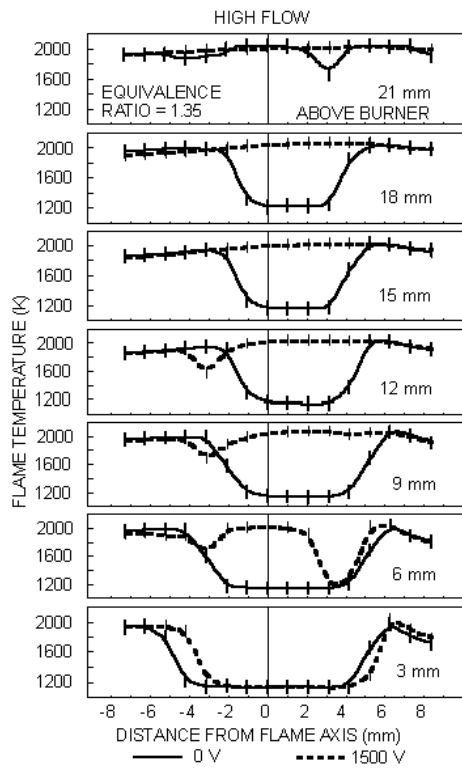 HIGH FLOW
2000
1600
1200
EQUIVALENCE
RATIO = 1.35
21 mm
ABOVE BURNER
2000
1600
1200
18 mm
2000
1600
1200
15 mm
2000
1600
1200
12 mm
2000
1600
1200
9 mm
2000
1600
1200
6 mm
2000
1600
1200
3 mm
FLAME TEMPERATURE (K)
-8 -6 -4 -2 0 2 4 6 8
DISTANCE FROM FLAME AXIS (mm)
0 V 1500 V